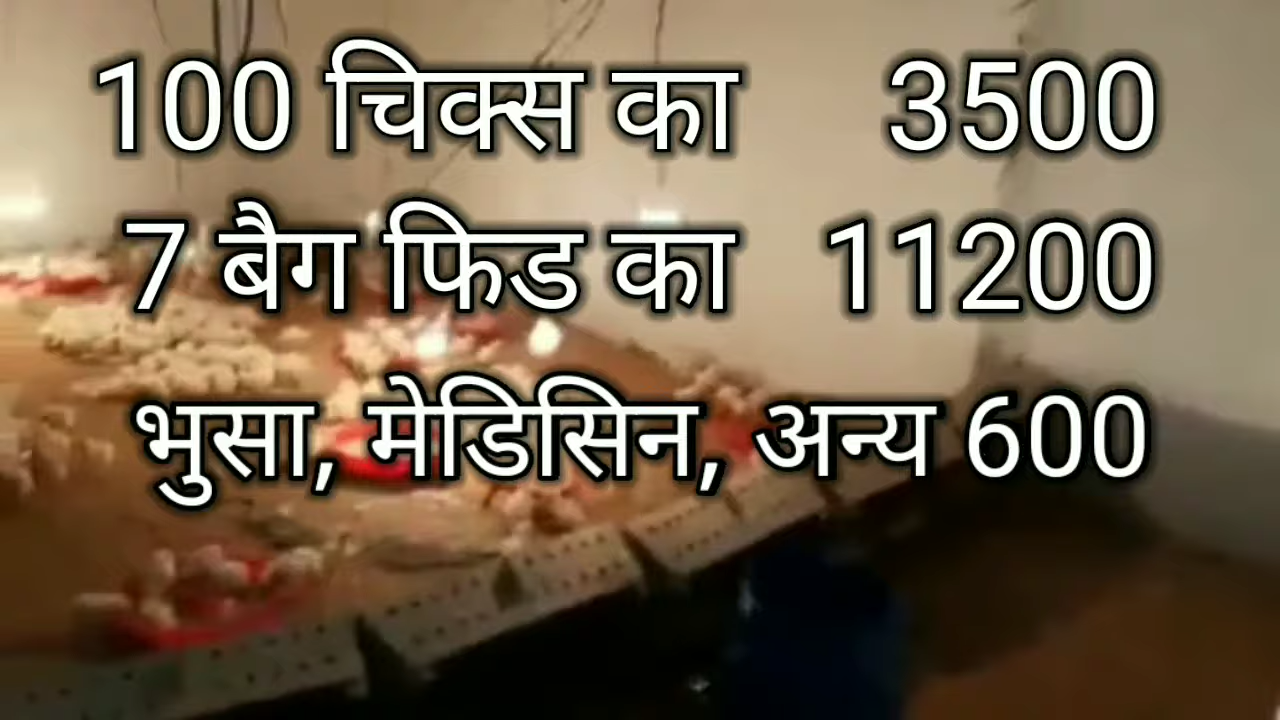 100 चिक्स का 3500
7 बैग फिड का 11200
भुसा, मेडिसिन, अन्य 600